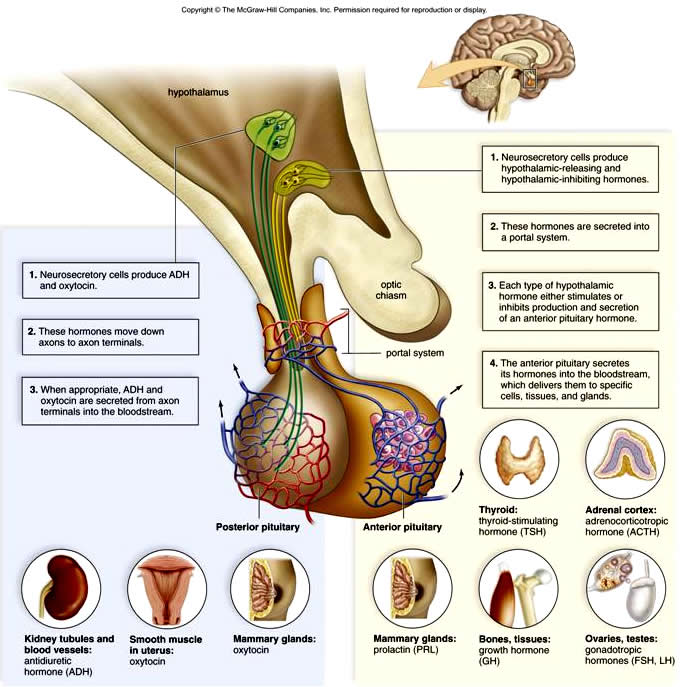 Copyright © The McGraw-Hill Companies, Inc. Permission required for reproduction or display.
hypothalamus
1. Neurosecretory cells produce
hypothalamic-releasing and
hypothalamic-inhibiting hormones.
2. These hormones are secreted into
a portal system.
3. Each type of hypothalamic
hormone either stimulates or
inhibits production and secretion
of an anterior pituitary hormone.
4. The anterior pituitary secretes
its hormones into the bloodstream,
which delivers them to specific
cells, tissues, and glands.
1. Neurosecretory cells produce ADH
and oxytocin.
2. These hormones move down
axons to axon terminals.
3. When appropriate, ADH and
oxytocin are secreted from axon
terminals into the bloodstream.
optic
chiasm
portal system
Posterior pituitary
Anterior pituitary
Thyroid:
thyroid-stimulating
hormone (TSH)
Adrenal cortex:
adrenocorticotropic
hormone (ACTH)
Kidney tubules and
blood vessels:
antidiuretic
hormone (ADH)
Smooth muscle
in uterus:
oxytocin
Mammary glands:
oxytocin
Mammary glands:
prolactin (PRL)
Bones, tissues:
growth hormone
(GH)
Ovaries, testes:
gonadotropic
hormones (FSH, LH)